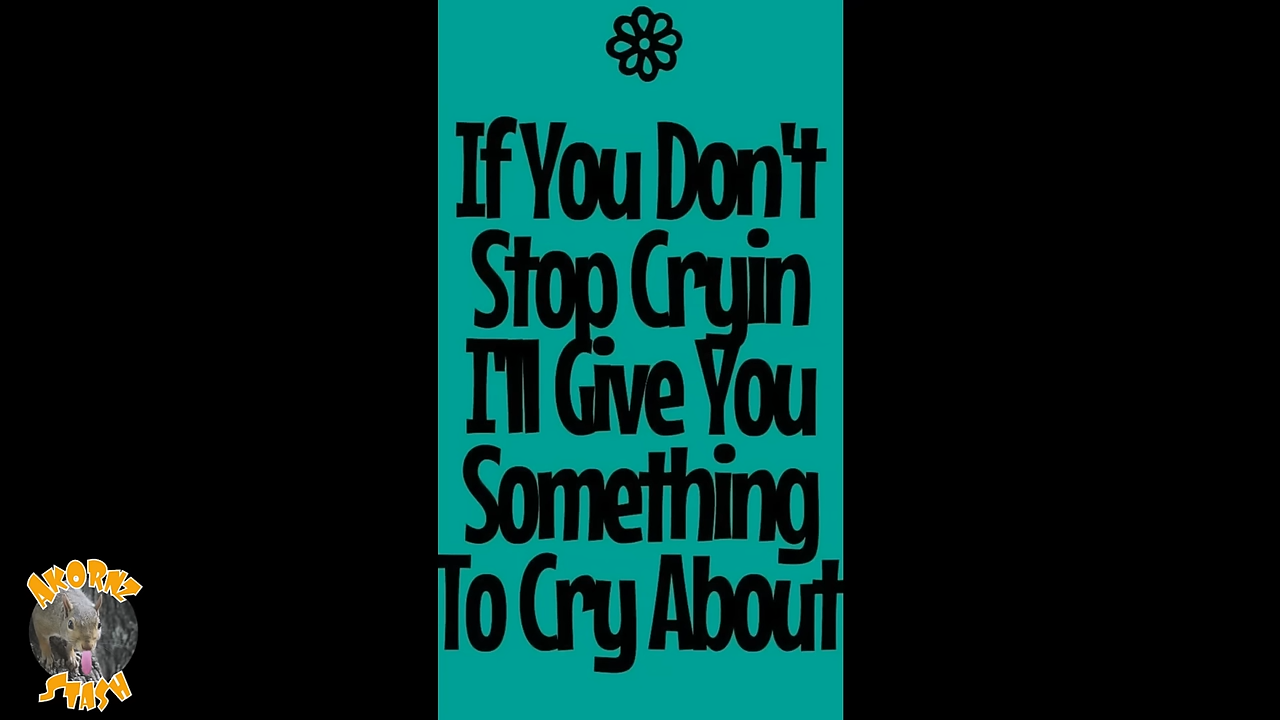 If You Don't
Stop Cryin
I'll Give You
Something
To Cry About
AKORNZ
STASH